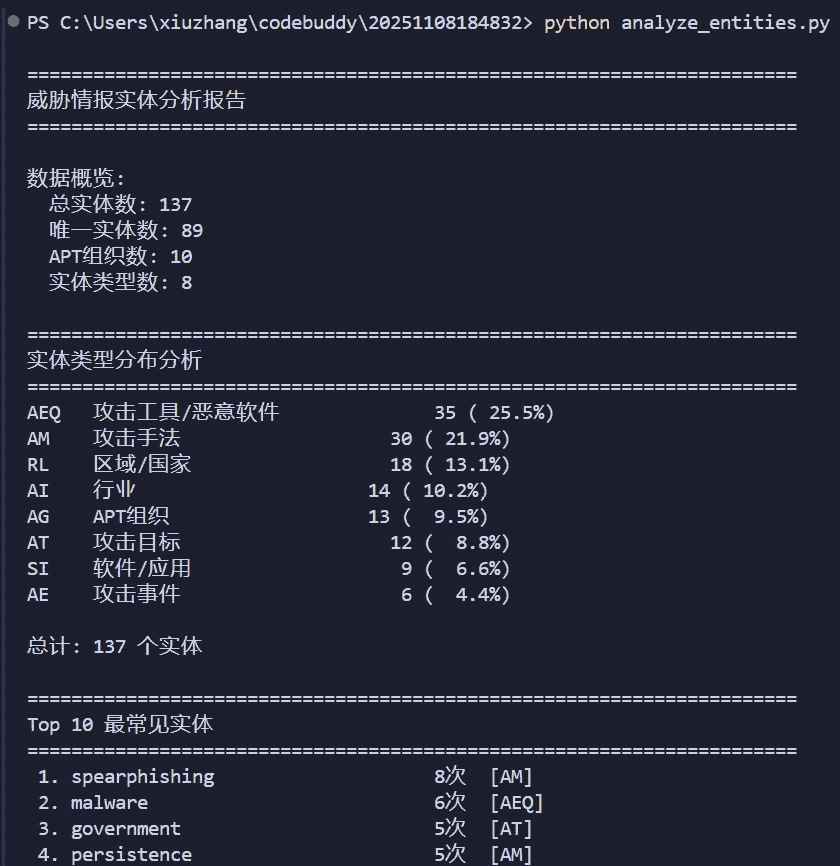 PS C:\Users\xiuzhang\codebuddy\20251108184832> python analyze_entities.py
======================================================================
威胁情报实体分析报告
======================================================================
数据概览:
总实体数: 137
唯一实体数: 89
APT组织数: 10
实体类型数: 8
======================================================================
实体类型分布分析
======================================================================
AEQ 攻击工具/恶意软件 35 ( 25.5%)
AM 攻击手法 30 ( 21.9%)
RL 区域/国家 18 ( 13.1%)
AI 行业 14 ( 10.2%)
AG APT组织 13 ( 9.5%)
AT 攻击目标 12 ( 8.8%)
SI 软件/应用 9 ( 6.6%)
AE 攻击事件 6 ( 4.4%)
总计: 137 个实体
======================================================================
Top 10 最常见实体
======================================================================
1. spearphishing 8次 [AM]
2. malware 6次 [AEQ]
3. government 5次 [AT]
4. persistence 5次 [AM]